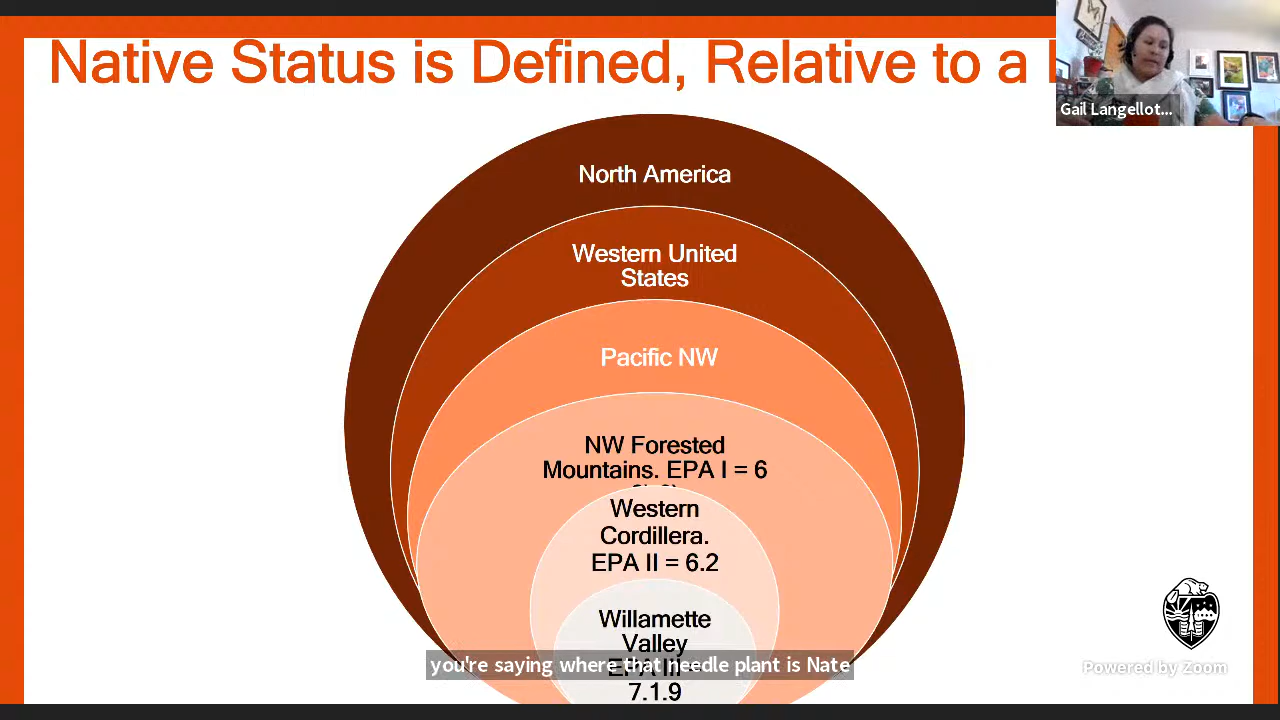 Native Status is Defined, Relative to a
Gail Langellot...
North America
Western United
States
Pacific NW
NW Forested
Mountains. EPA I = 6
Western
Cordillera.
EPA II = 6.2
Willamette
Valley
you're saying where that needle plant is Nate
EPA III =
7.1.9
Powered by Zoom